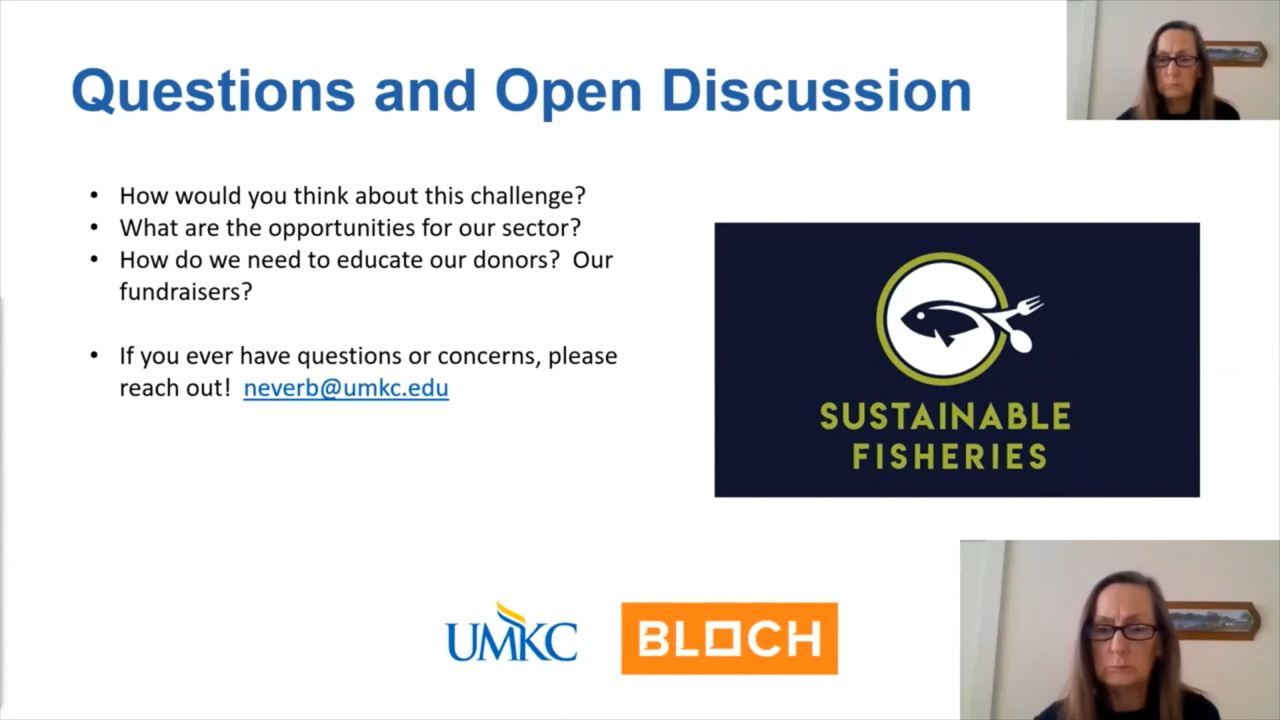 Questions and Open Discussion
• How would you think about this challenge?
• What are the opportunities for our sector?
• How do we need to educate our donors?  Our
fundraisers?
• If you ever have questions or concerns, please
reach out!  neverb@umkc.edu
SUSTAINABLE
FISHERIES
UMKC
BLOCH